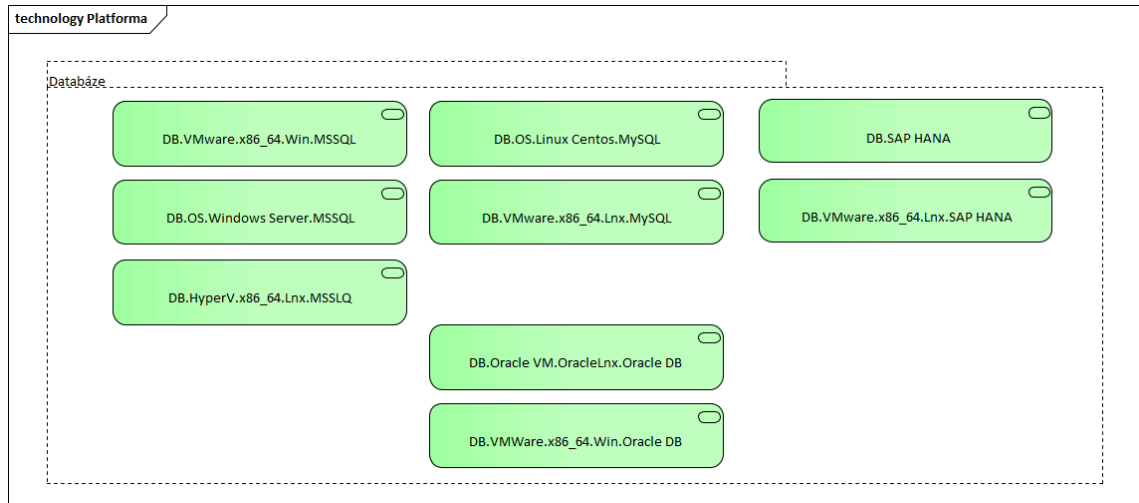 technology Platforma
Databáze
DB.VMware.x86_64.Win.MSSQL
DB.OS.Linux Centos.MySQL
DB.SAP HANA
DB.OS.Windows Server.MSSQL
DB.VMware.x86_64.Lnx.MySQL
DB.VMware.x86_64.Lnx.SAP HANA
DB.HyperV.x86_64.Lnx.MSSLQ
DB.Oracle VM.OracleLnx.Oracle DB
DB.VMWare.x86_64.Win.Oracle DB